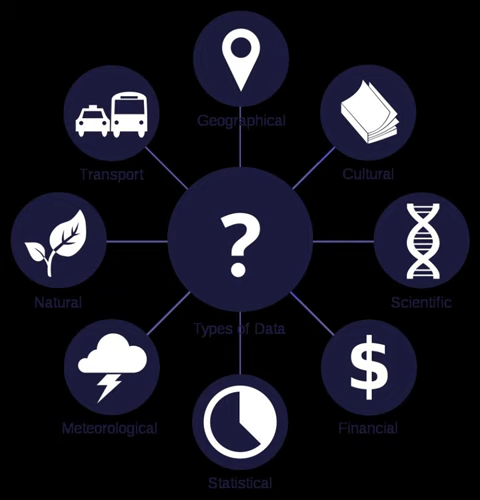 Geographical
Transport
Cultural
?
Natural
Scientific
Types of Data
Meteorological
$
Financial
Statistical